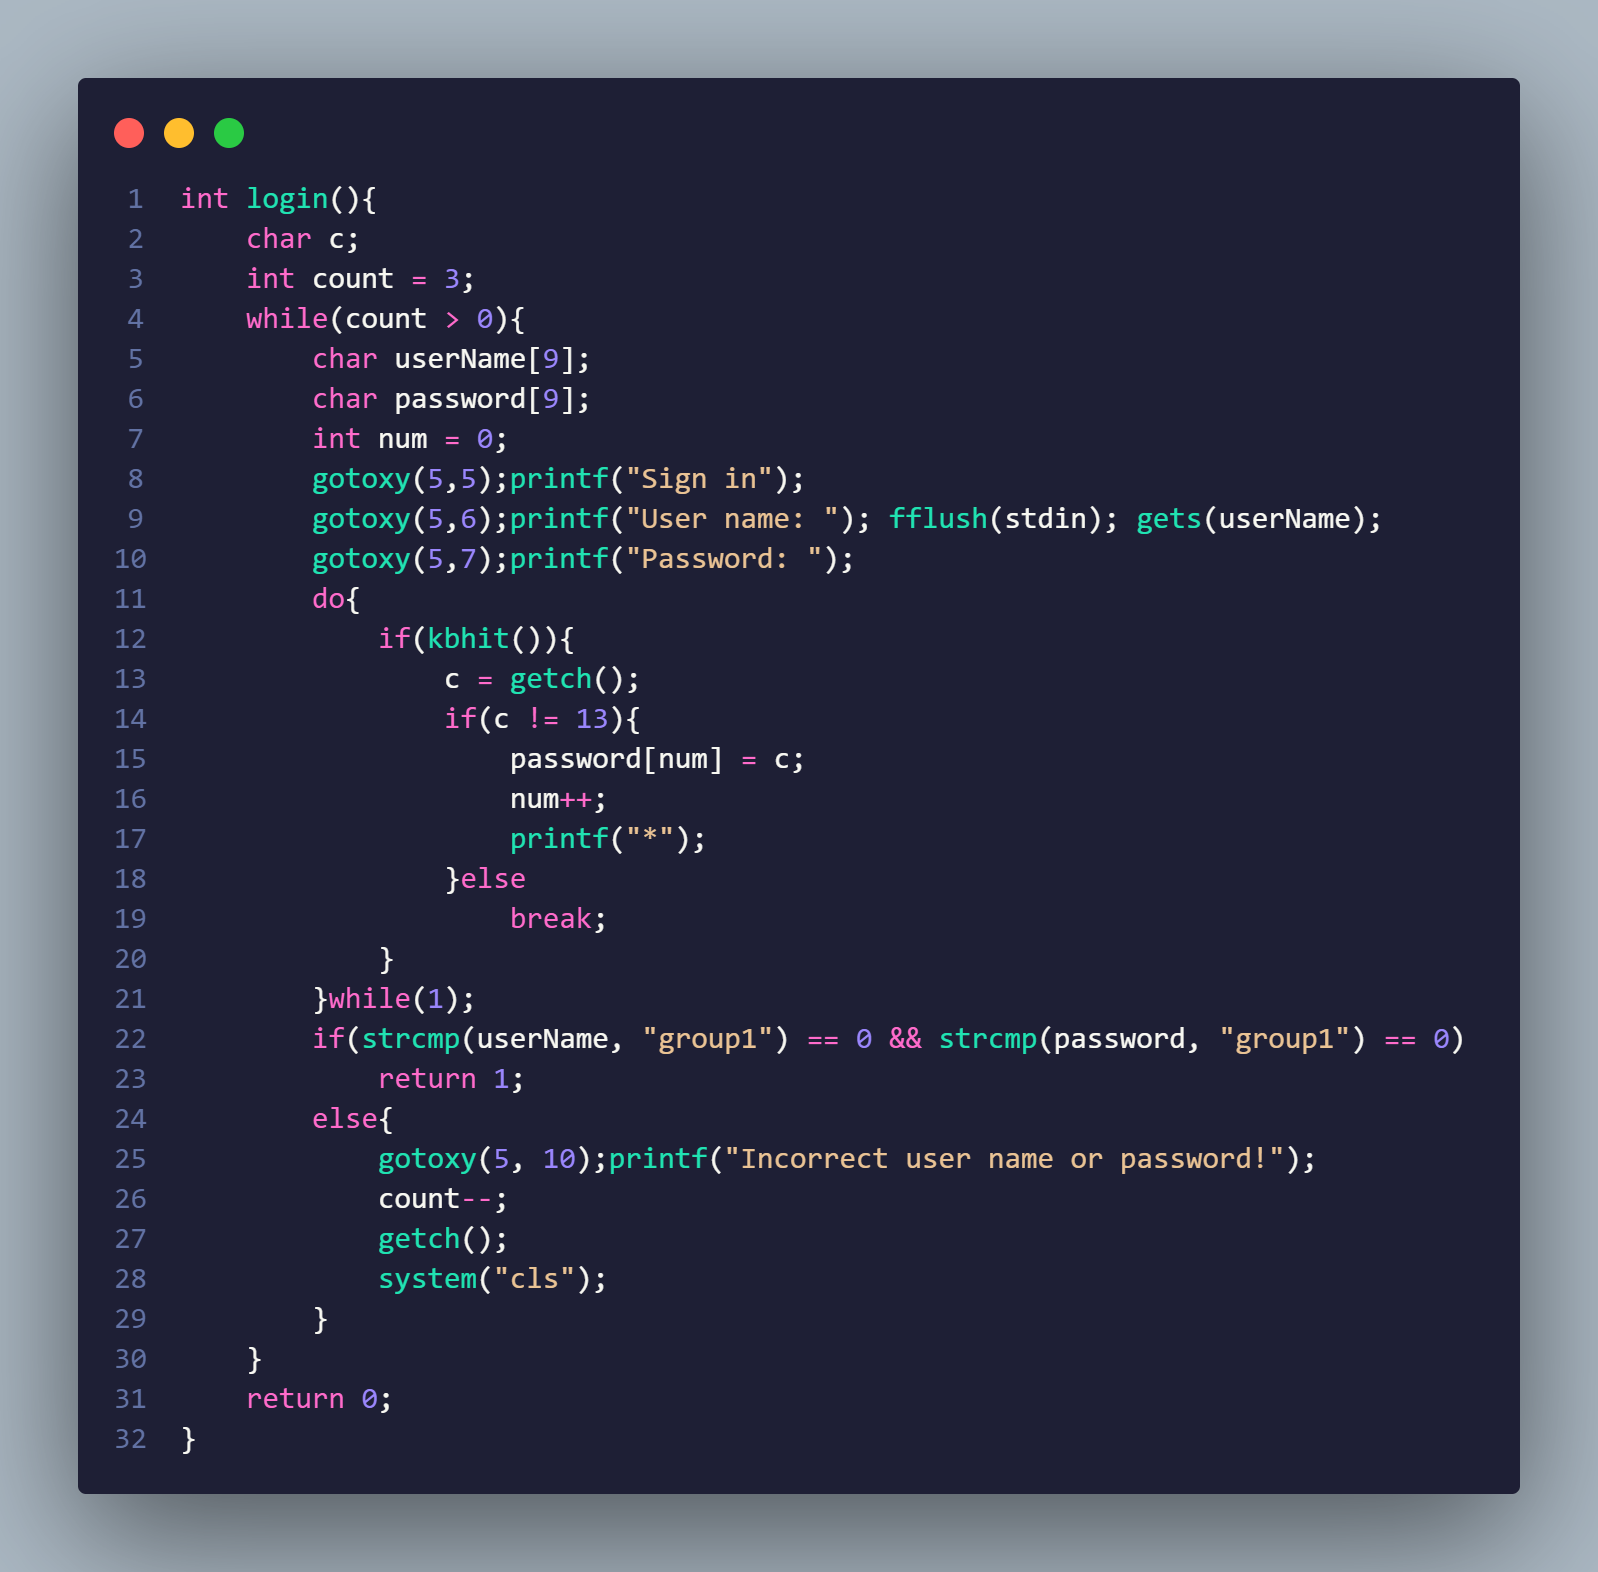 1 int login(){
2     char c;
3     int count = 3;
4     while(count > 0){
5         char userName[9];
6         char password[9];
7         int num = 0;
8         gotoxy(5,5);printf("Sign in");
9         gotoxy(5,6);printf("User name: "); fflush(stdin); gets(userName);
10         gotoxy(5,7);printf("Password: ");
11         do{
12             if(kbhit()){
13                 c = getch();
14                 if(c != 13){
15                     password[num] = c;
16                     num++;
17                     printf("*");
18                 }else
19                     break;
20             }
21         }while(1);
22         if(strcmp(userName, "group1") == 0 && strcmp(password, "group1") == 0)
23             return 1;
24         else{
25             gotoxy(5, 10);printf("Incorrect user name or password!");
26             count--;
27             getch();
28             system("cls");
29         }
30     }
31     return 0;
32 }